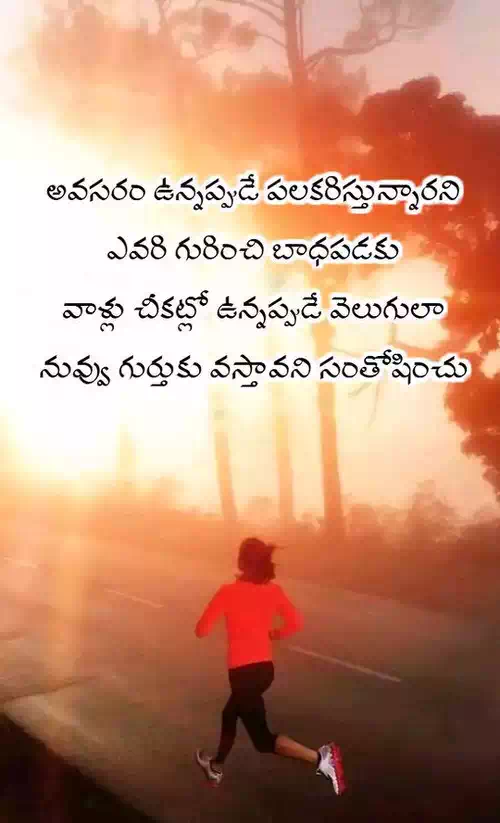 అవసరం ఉన్నప్పుడే పలకరిస్తున్నారని
ఎవరి గురించి బాధపడకు
వాళ్లు చీకట్లో ఉన్నప్పుడే వెలుగులా
నువ్వు గుర్తుకు వస్తావని సంతోషించు